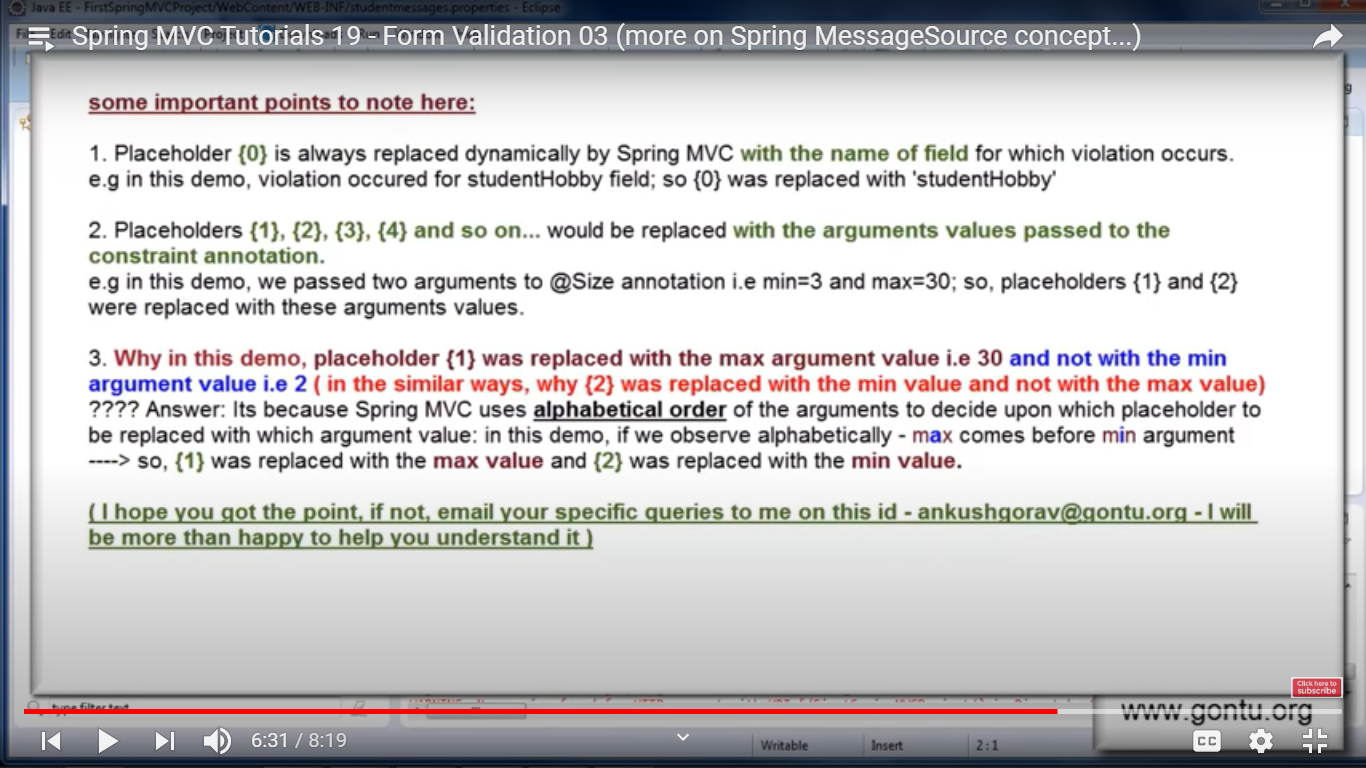 Java EE - FirstSpringMVCProject/WebContent/WEB-INF/studentmessages.properties - Eclipse
Spring MVC Tutorials 19 - Form Validation 03 (more on Spring MessageSource concept...)
some important points to note here:
1. Placeholder {0} is always replaced dynamically by Spring MVC with the name of field for which violation occurs.
e.g in this demo, violation occured for studentHobby field; so {0} was replaced with 'studentHobby'
2. Placeholders {1}, {2}, {3}, {4} and so on... would be replaced with the arguments values passed to the
constraint annotation.
e.g in this demo, we passed two arguments to @Size annotation i.e min=3 and max=30; so, placeholders {1} and {2}
were replaced with these arguments values.
3. Why in this demo, placeholder {1} was replaced with the max argument value i.e 30 and not with the min
argument value i.e 2 ( in the similar ways, why {2} was replaced with the min value and not with the max value)
???? Answer: Its because Spring MVC uses alphabetical order of the arguments to decide upon which placeholder to
be replaced with which argument value: in this demo, if we observe alphabetically - max comes before min argument
----> so, {1} was replaced with the max value and {2} was replaced with the min value.
( I hope you got the point, if not, email your specific queries to me on this id - ankushgorav@gontu.org - I will
be more than happy to help you understand it )
Click here to
subscribe
type filter text
www.gontu.org
6:31 / 8:19
Writable
Insert
2 : 1
CC